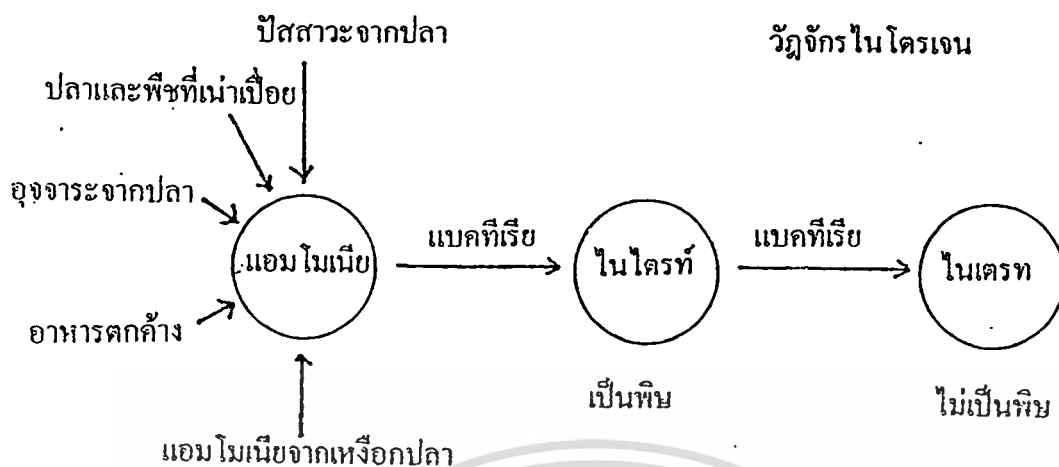 ปัสสาวะจากปลา
วัฎจักรไนโตรเจน
ปลาและพืชที่เน่าเปื่อย
อุจจาระจากปลา
แอมโมเนีย
แบคทีเรีย
ไนไตรท์
แบคทีเรีย
ไนเตรท
อาหารตกค้าง
เป็นพิษ
ไม่เป็นพิษ
แอมโมเนียจากเหงือกปลา